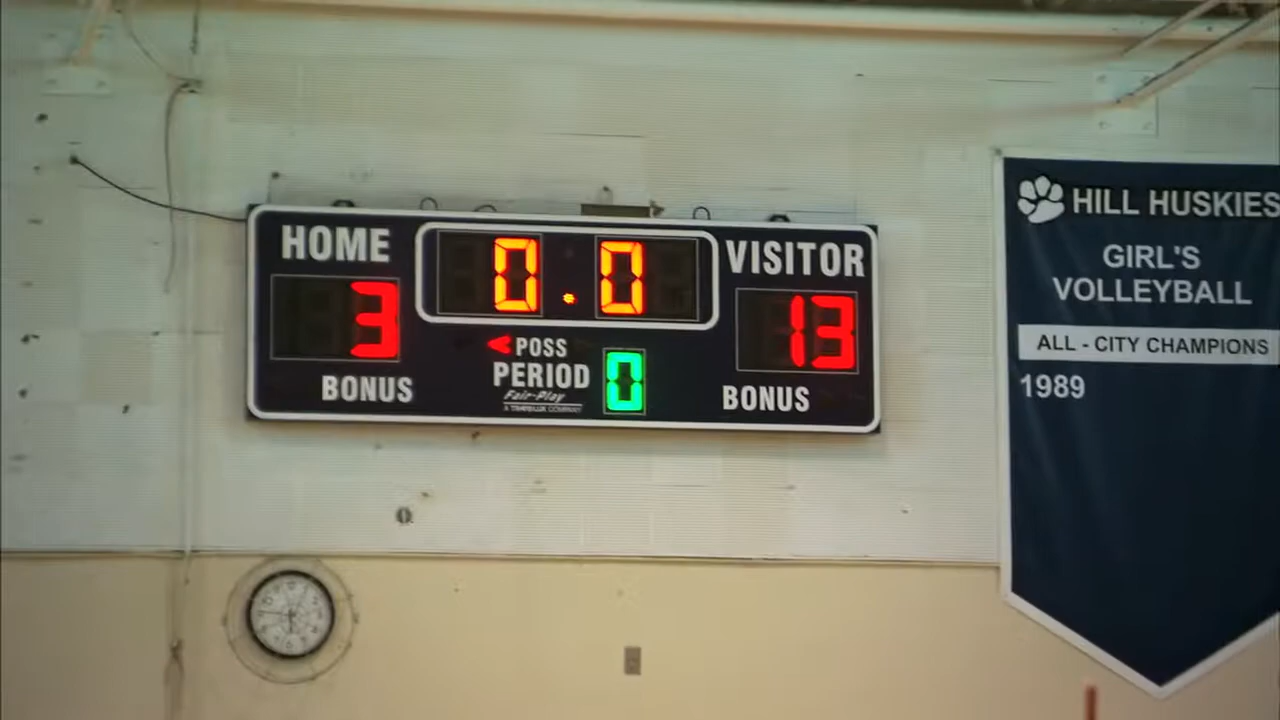 HOME
0.0
VISITOR
3
13
< POSS
PERIOD 0
BONUS
BONUS
Fair-Play
HILL HUSKIES
GIRL'S
VOLLEYBALL
ALL - CITY CHAMPIONS
1989